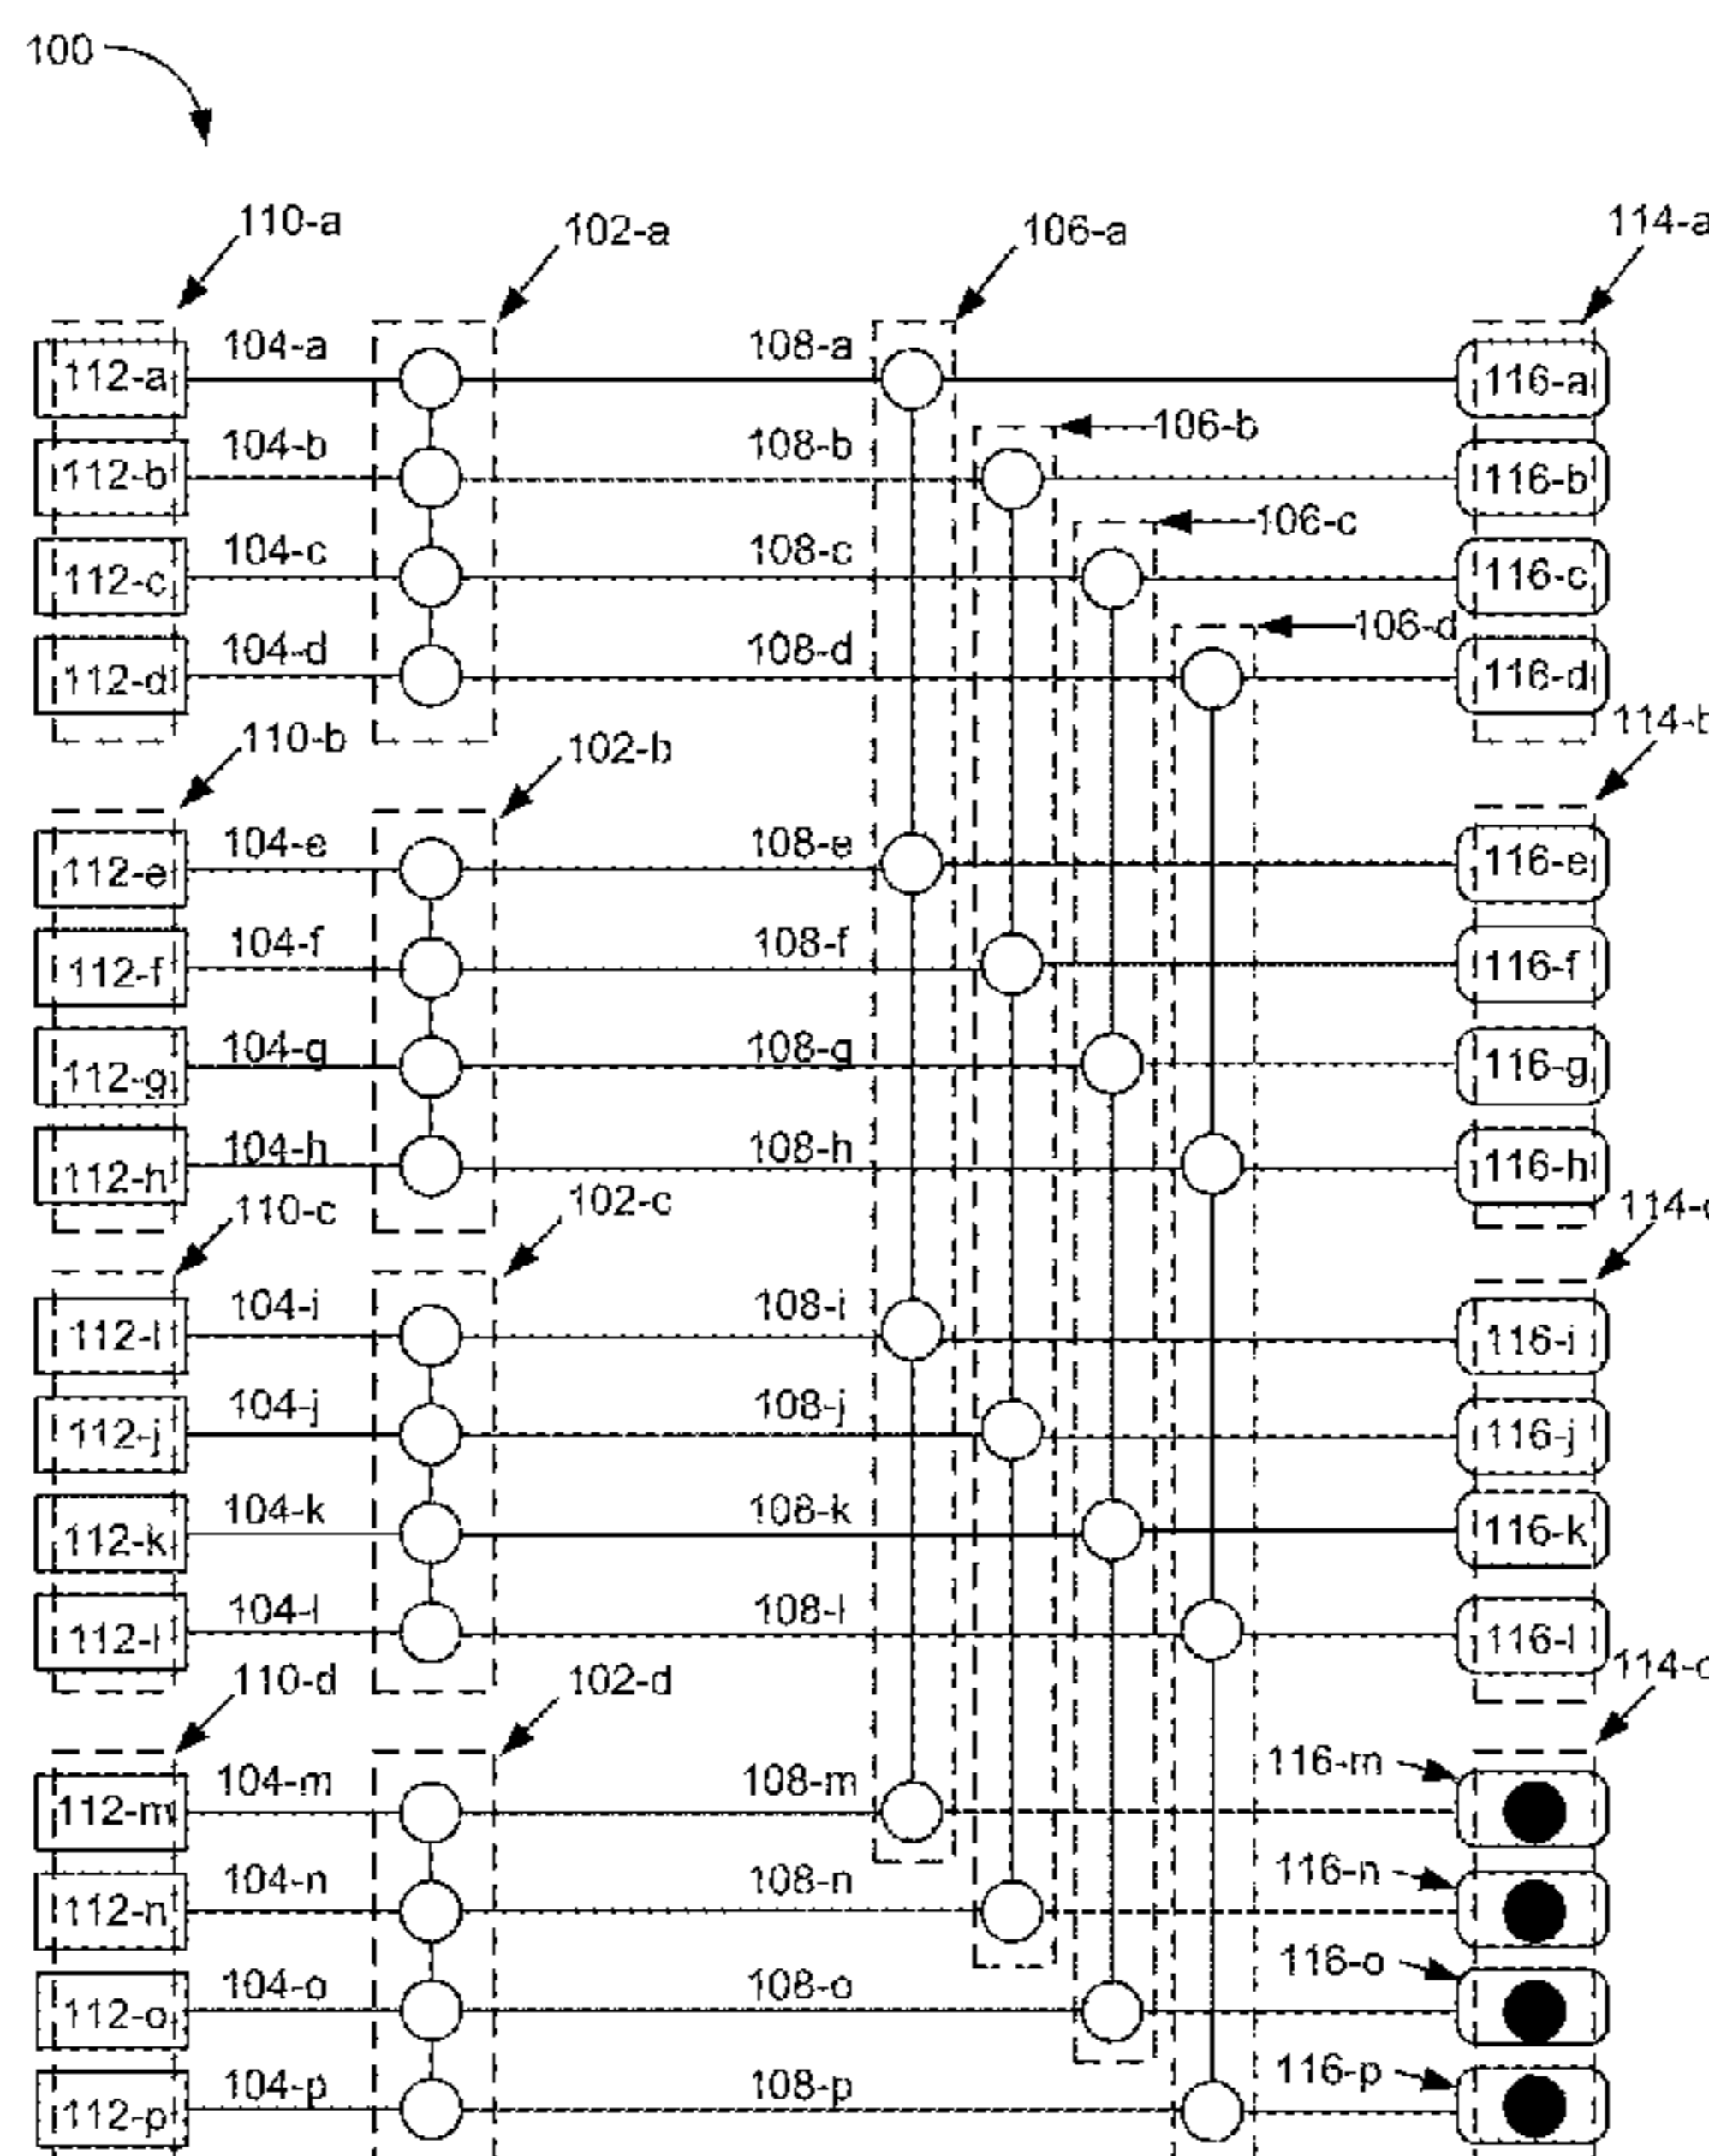 100
110-a 102-a 106-a 114-a
112-a 104-a 108-a 116-a
106-b
112-b 104-b 108-b 116-b
106-c
112-c 104-c 108-c 116-c
106-d
112-d 104-d 108-d 116-d
110-b 102-b 114-b
112-e 104-e 108-e 116-e
112-f 104-f 108-f 116-f
112-g 104-g 108-g 116-g
112-h 104-h 108-h 116-h
110-c 102-c 114-c
112-i 104-i 108-i 116-i
112-j 104-j 108-j 116-j
112-k 104-k 108-k 116-k
112-l 104-l 108-l 116-l
110-d 102-d 114-d
112-m 104-m 108-m 116-m
112-n 104-n 108-n 116-n
112-o 104-o 108-o 116-o
112-p 104-p 108-p 116-p